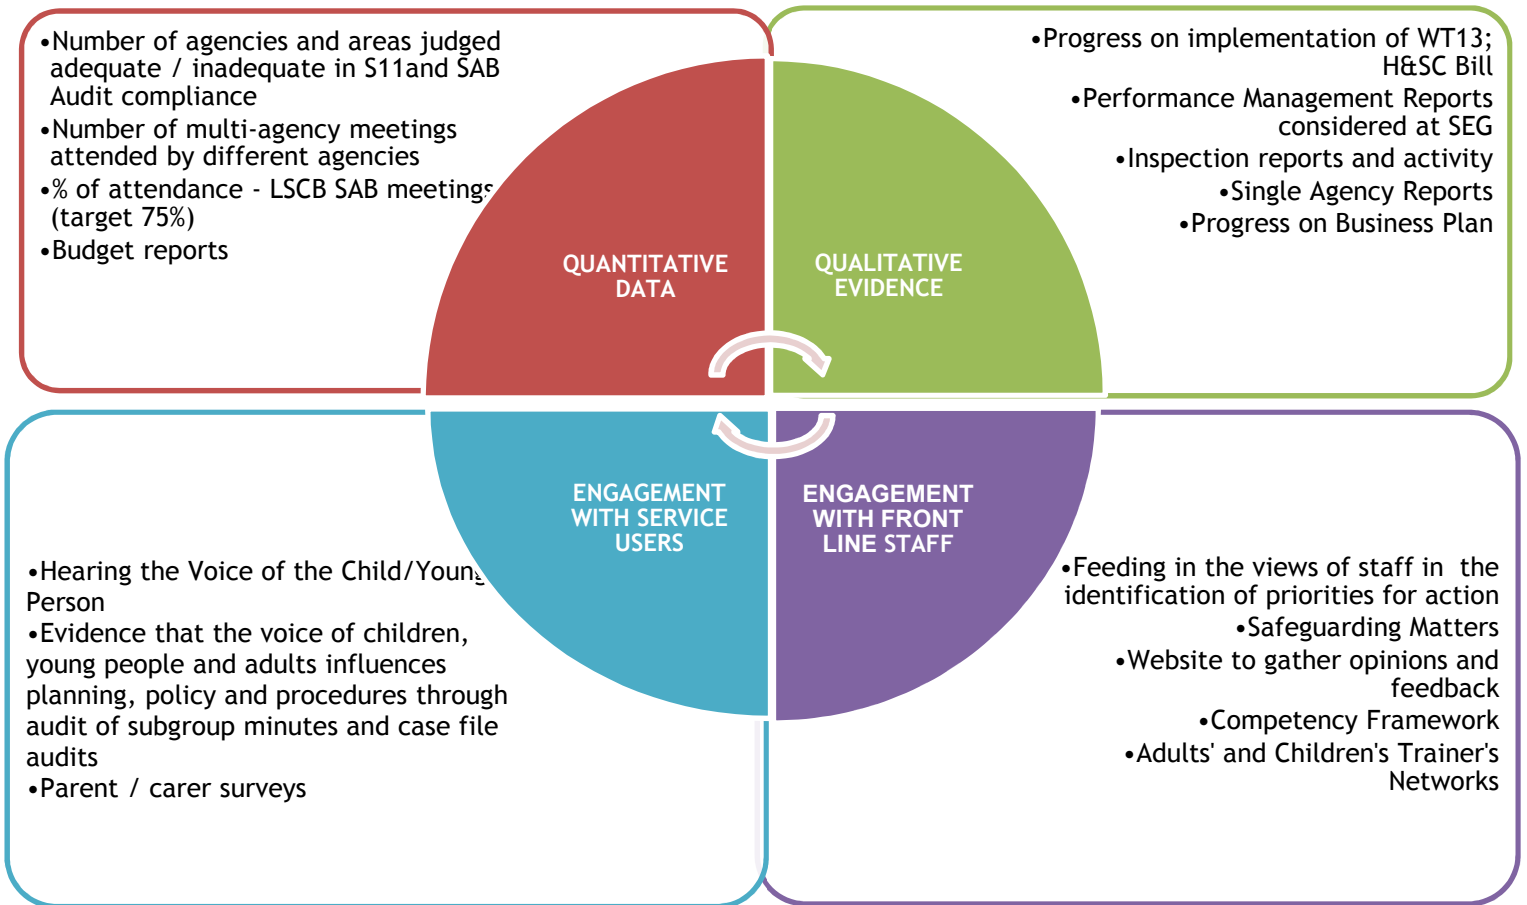 •Number of agencies and areas judged
adequate / inadequate in S11and SAB
Audit compliance
•Number of multi-agency meetings
attended by different agencies
•% of attendance - LSCB SAB meetings
(target 75%)
•Budget reports
•Progress on implementation of WT13;
H&SC Bill
•Performance Management Reports
considered at SEG
•Inspection reports and activity
•Single Agency Reports
•Progress on Business Plan
QUANTITATIVE
DATA
QUALITATIVE
EVIDENCE
ENGAGEMENT
WITH SERVICE
USERS
ENGAGEMENT
WITH FRONT
LINE STAFF
•Hearing the Voice of the Child/Young
Person
•Evidence that the voice of children,
young people and adults influences
planning, policy and procedures through
audit of subgroup minutes and case file
audits
•Parent / carer surveys
•Feeding in the views of staff in the
identification of priorities for action
•Safeguarding Matters
•Website to gather opinions and
feedback
•Competency Framework
•Adults' and Children's Trainer's
Networks